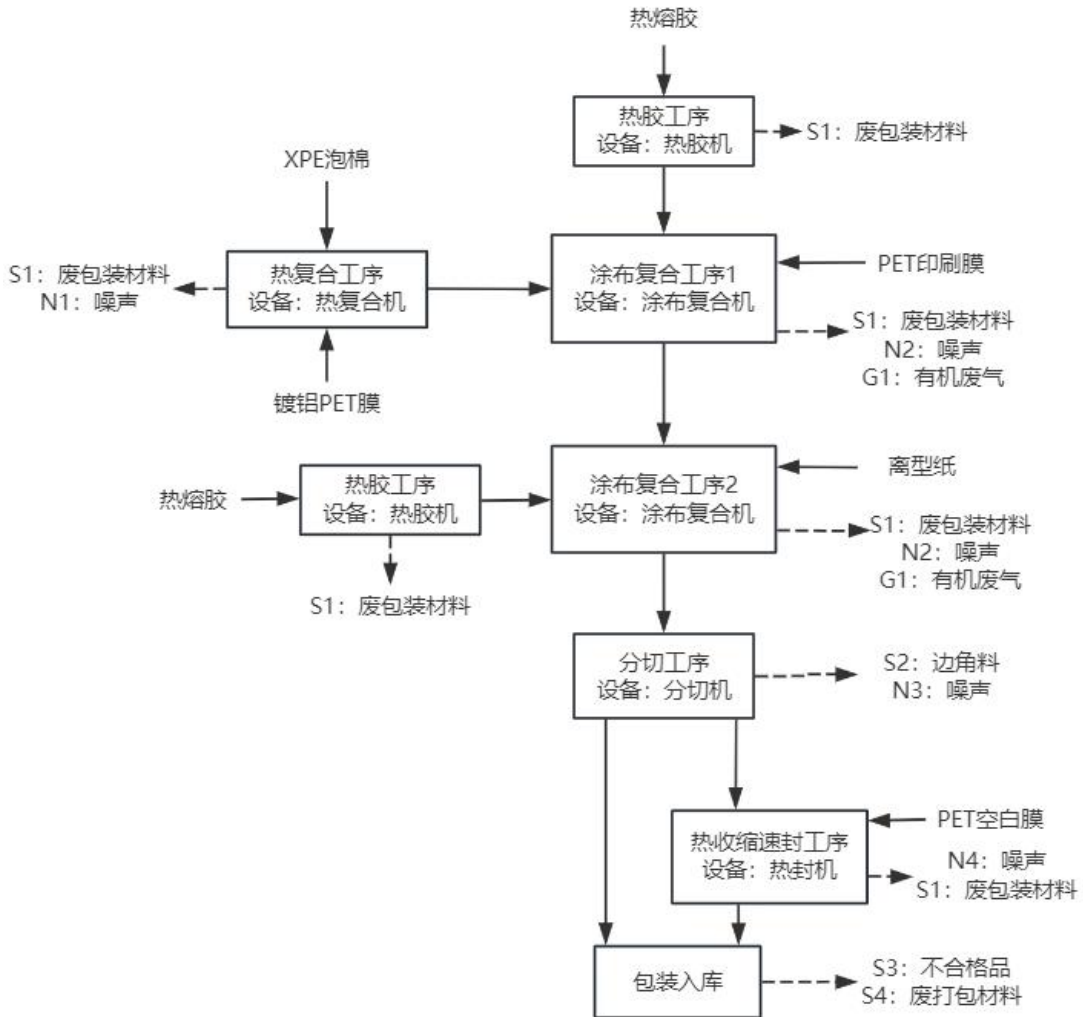 热熔胶
热胶工序
设备：热胶机
S1：废包装材料
XPE泡棉
S1：废包装材料
N1：噪声
热复合工序
设备：热复合机
镀铝PET膜
涂布复合工序1
设备：涂布复合机
PET印刷膜
S1：废包装材料
N2：噪声
G1：有机废气
热熔胶
热胶工序
设备：热胶机
S1：废包装材料
涂布复合工序2
设备：涂布复合机
离型纸
S1：废包装材料
N2：噪声
G1：有机废气
分切工序
设备：分切机
S2：边角料
N3：噪声
热收缩速封工序
设备：热封机
PET空白膜
N4：噪声
S1：废包装材料
包装入库
S3：不合格品
S4：废打包材料